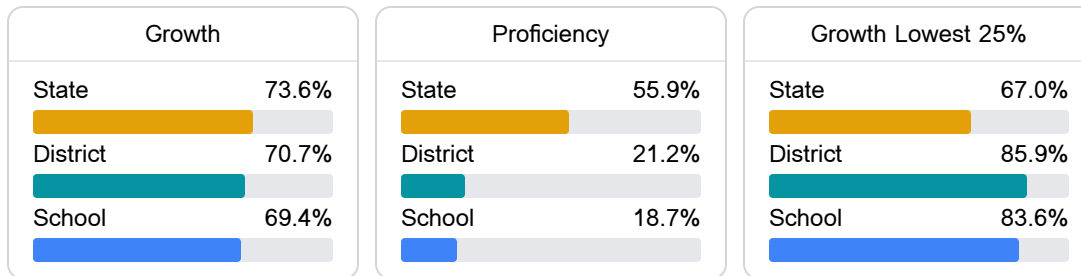 Growth
State 73.6%
District 70.7%
School 69.4%
Proficiency
State 55.9%
District 21.2%
School 18.7%
Growth Lowest 25%
State 67.0%
District 85.9%
School 83.6%